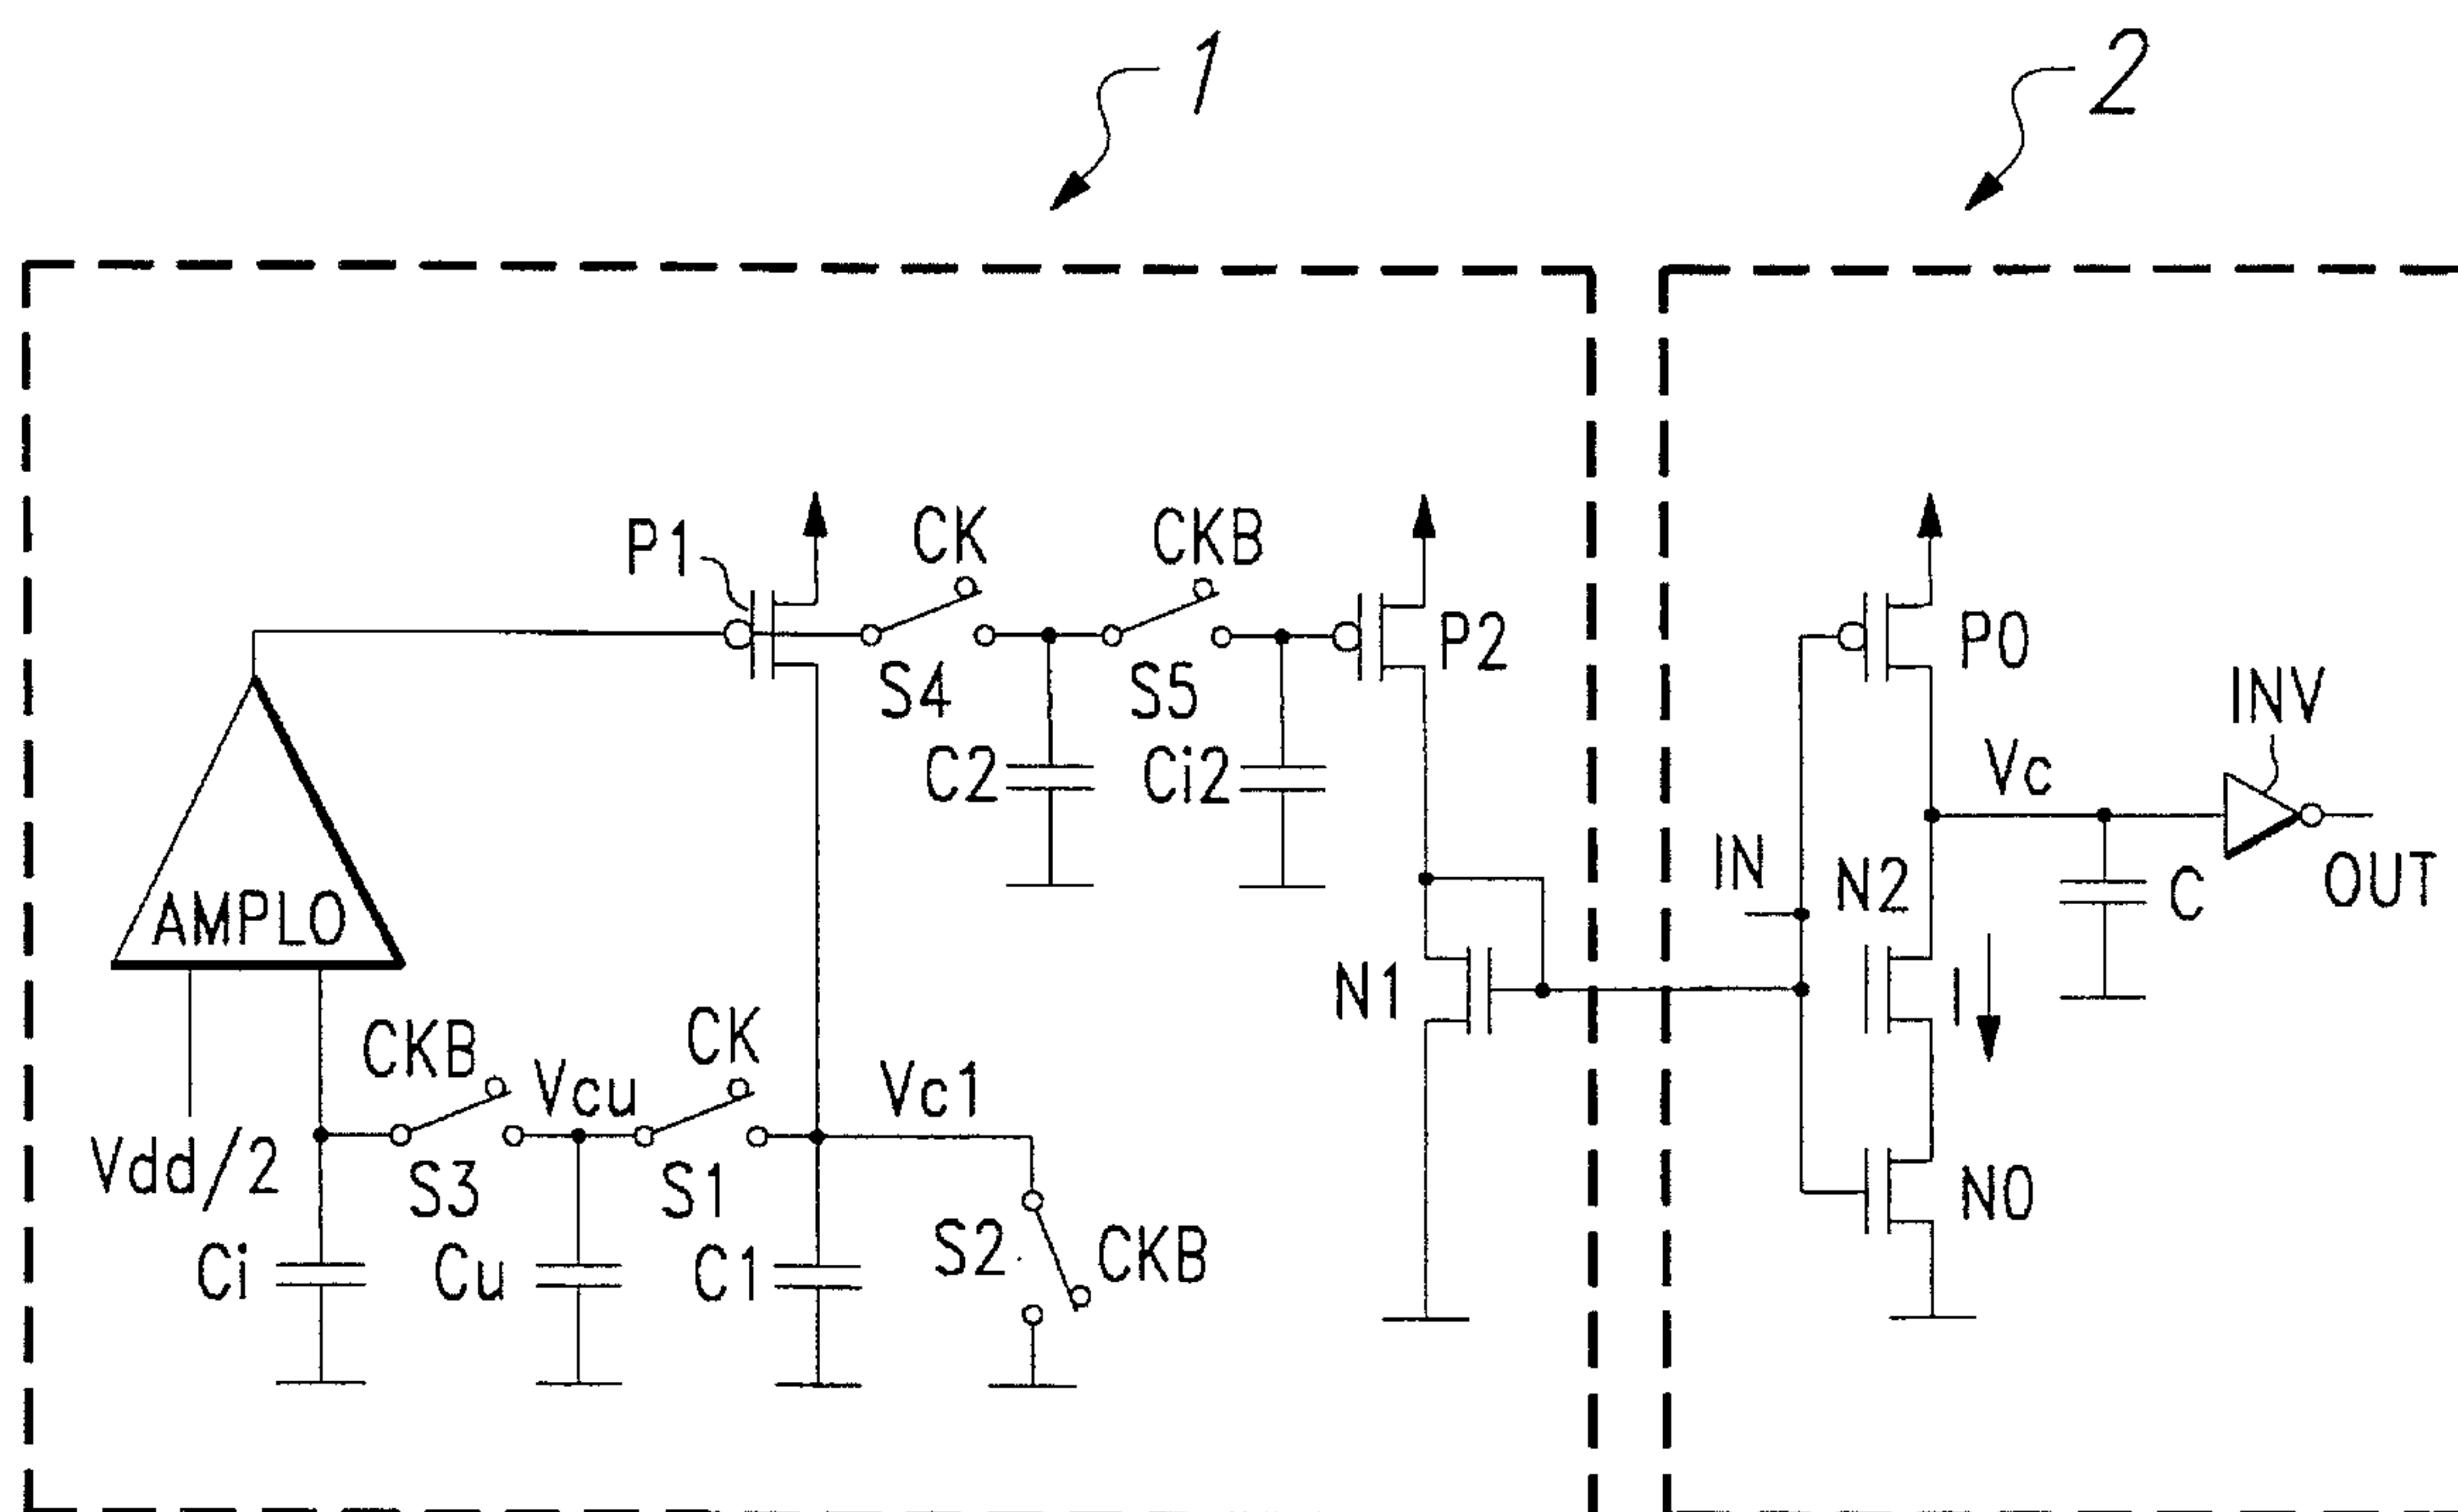 1
2
P1
CK
CKB
P2
P0
INV
S4
S5
C2
Ci2
Vc
IN
N2
C
OUT
AMPLO
N1
I
CKB
Vcu
CK
Vc1
Vdd/2
S3
S1
N0
Ci
Cu
C1
S2
CKB